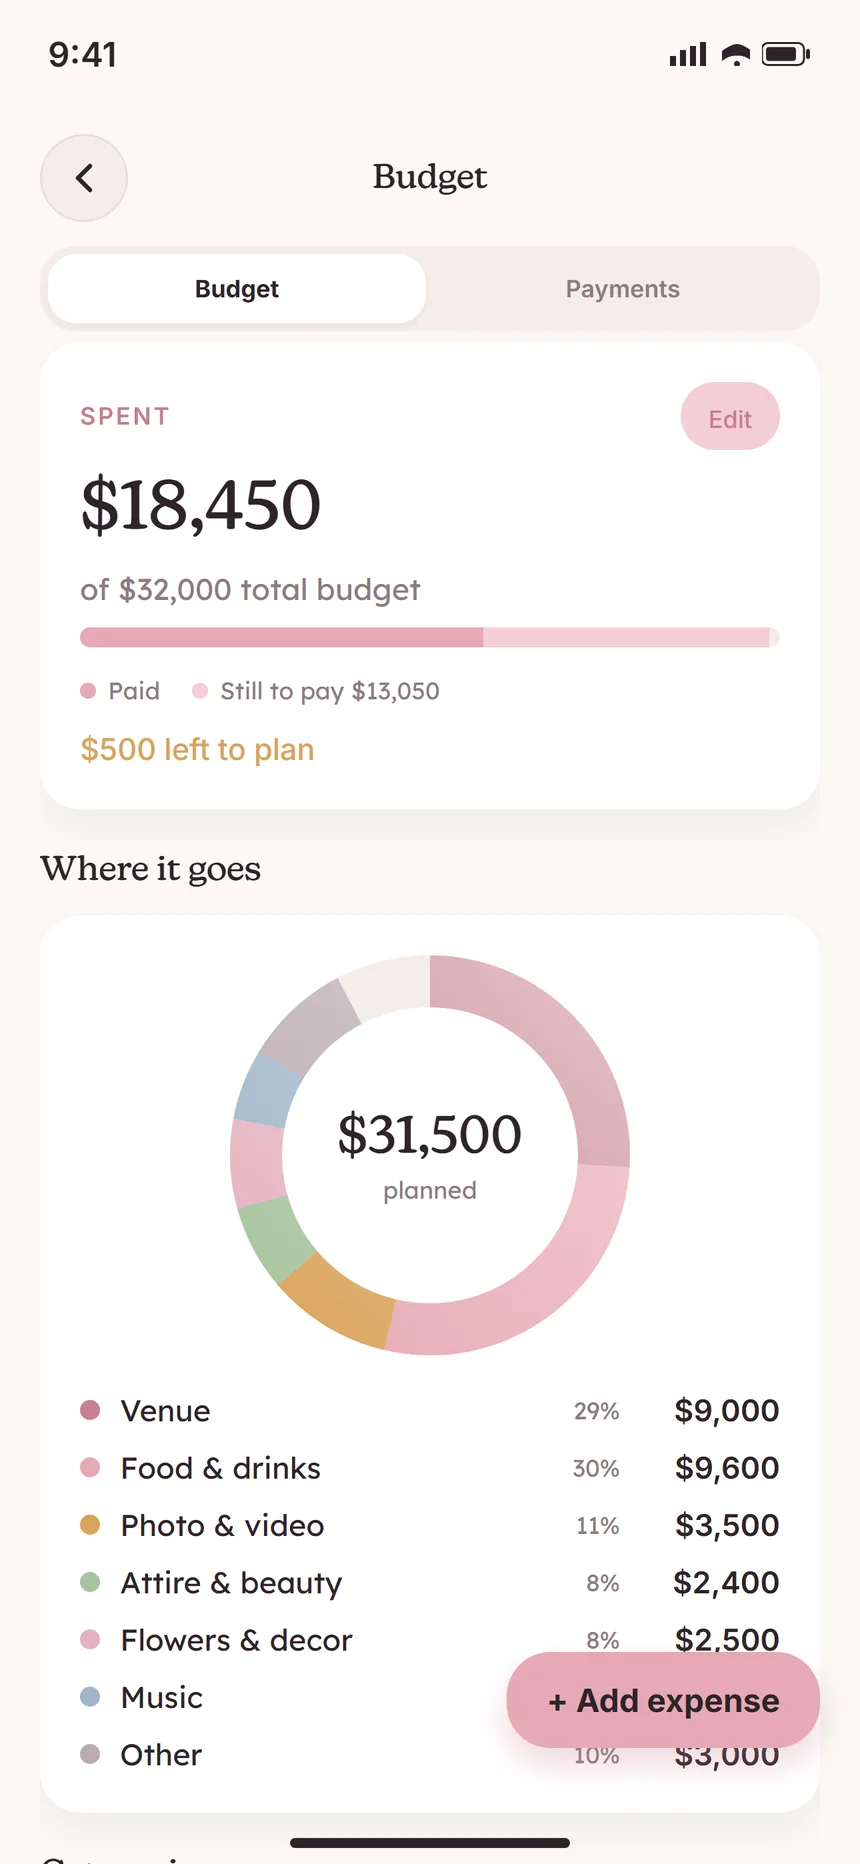 9:41
Budget
Budget Payments
SPENT Edit
$18,450
of $32,000 total budget
Paid Still to pay $13,050
$500 left to plan
Where it goes
$31,500
planned
Venue 29% $9,000
Food & drinks 30% $9,600
Photo & video 11% $3,500
Attire & beauty 8% $2,400
Flowers & decor 8% $2,500
Music
+ Add expense
Other 10% $3,000